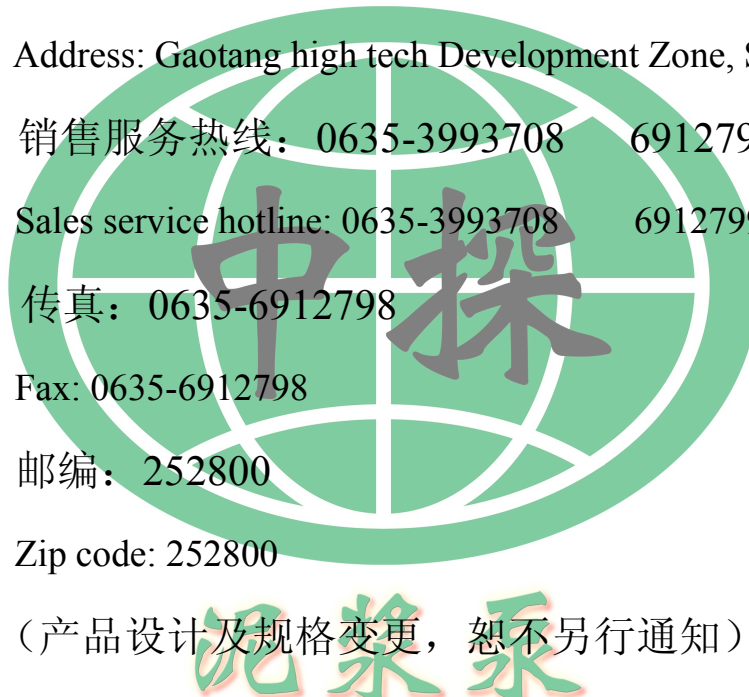 Address: Gaotang high tech Development Zone, S
销售服务热线：0635-3993708 691279
Sales service hotline: 0635-3993708 6912799
中探
传真：0635-6912798
Fax: 0635-6912798
邮编：252800
Zip code: 252800
（产品设计及规格变更，恕不另行通知）
泥浆泵